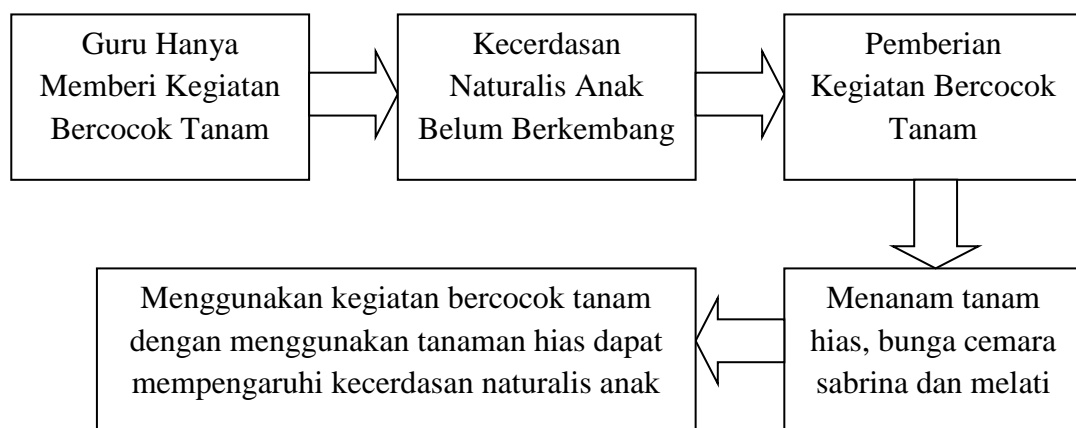 Guru Hanya
Memberi Kegiatan
Bercocok Tanam
Kecerdasan
Naturalis Anak
Belum Berkembang
Pemberian
Kegiatan Bercocok
Tanam
Menanam tanam
hias, bunga cemara
sabrina dan melati
Menggunakan kegiatan bercocok tanam
dengan menggunakan tanaman hias dapat
mempengaruhi kecerdasan naturalis anak